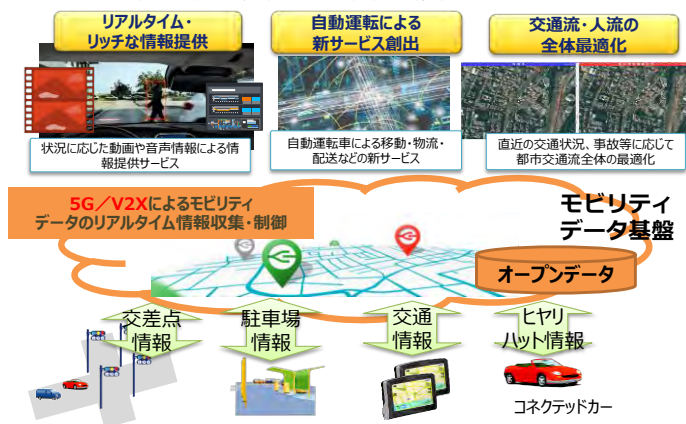 リアルタイム・
リッチな情報提供
自動運転による
新サービス創出
交通流・人流の
全体最適化
状況に応じた動画や音声情報による情
報提供サービス
自動運転車による移動・物流・
配送などの新サービス
直近の交通状況、事故等に応じて
都市交通流全体の最適化
5G/V2Xによるモビリティ
データのリアルタイム情報収集・制御
モビリティ
データ基盤
オープンデータ
交差点
情報
駐車場
情報
交通
情報
ヒヤリ
ハット情報
コネクテッドカー